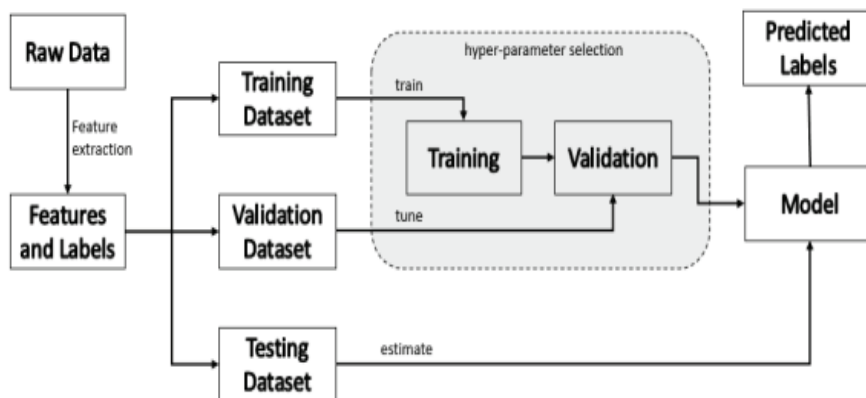 Raw Data
Feature
extraction
Features
and Labels
Training
Dataset
Validation
Dataset
Testing
Dataset
train
tune
estimate
hyper-parameter selection
Training
Validation
Predicted
Labels
Model